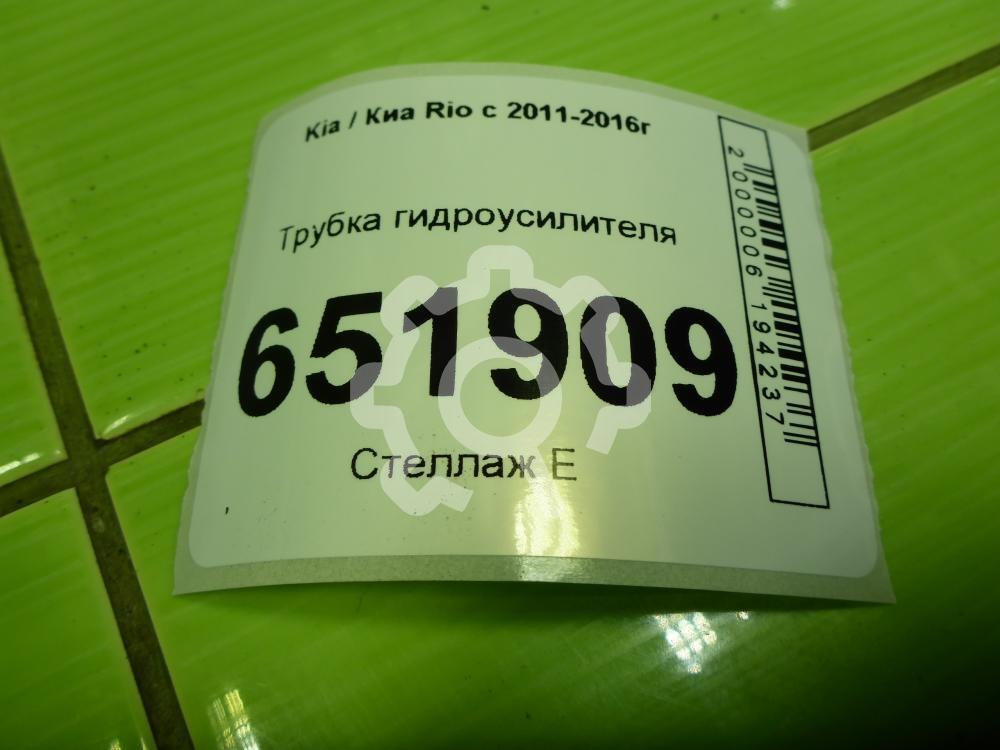 Kia / Киа Rio с 2011-2016г
Трубка гидроусилителя
651909
Стеллаж E
2000006194237